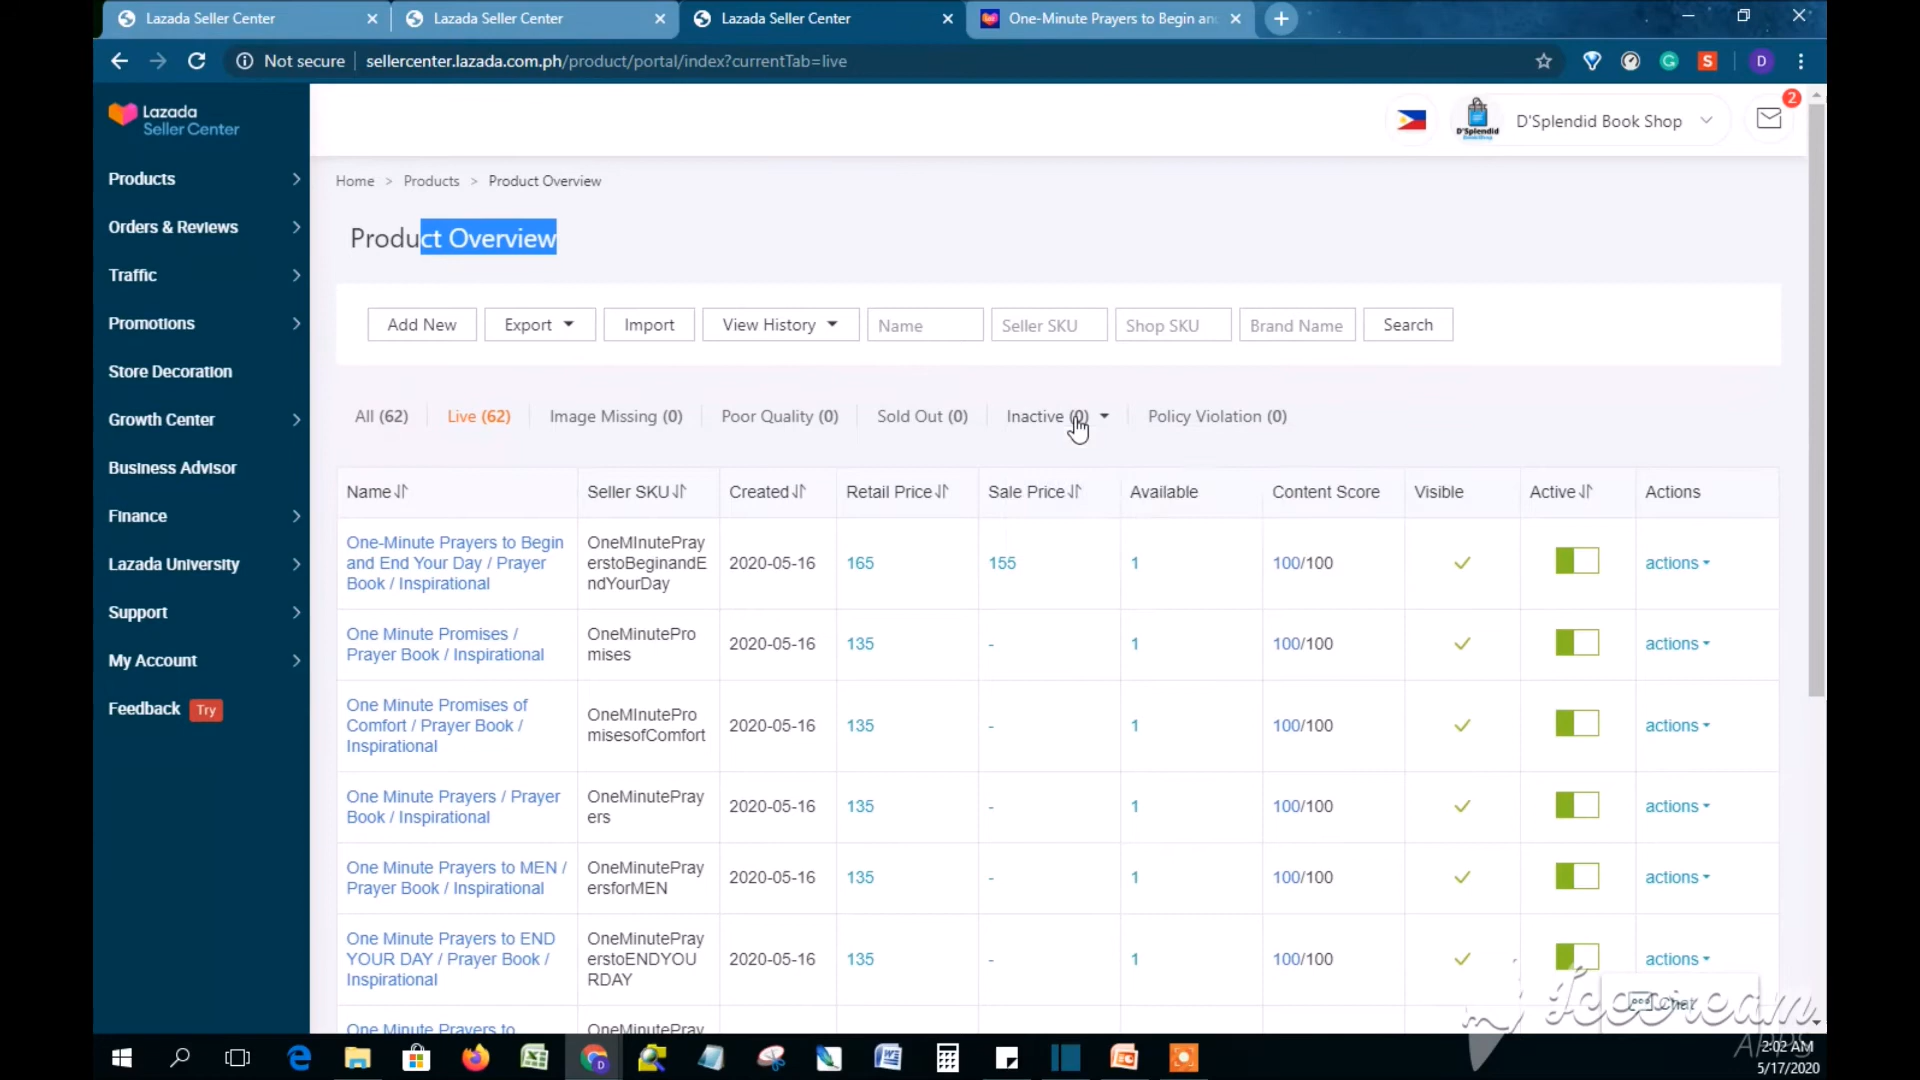 Lazada Seller Center
Lazada Seller Center
Lazada Seller Center
One-Minute Prayers to Begin an
Not secure
sellercenter.lazada.com.ph/product/portal/index?currentTab=live
D
Lazada
Seller Center
D'Splendid
D'Splendid Book Shop
2
Products
Orders & Reviews
Traffic
Promotions
Store Decoration
Growth Center
Business Advisor
Finance
Lazada University
Support
My Account
Feedback Try
Home > Products > Product Overview
Product Overview
Add New Export Import View History Name Seller SKU Shop SKU Brand Name Search
All (62) Live (62) Image Missing (0) Poor Quality (0) Sold Out (0) Inactive (0) Policy Violation (0)
Name Seller SKU Created Retail Price Sale Price Available Content Score Visible Active Actions
One-Minute Prayers to Begin
and End Your Day / Prayer
Book / Inspirational
OneMInutePray
erstoBeginandE
ndYourDay
2020-05-16 165 155 1 100/100 actions
One Minute Promises /
Prayer Book / Inspirational
OneMinutePro
mises
2020-05-16 135 - 1 100/100 actions
One Minute Promises of
Comfort / Prayer Book /
Inspirational
OneMInutePro
misesofComfort
2020-05-16 135 - 1 100/100 actions
One Minute Prayers / Prayer
Book / Inspirational
OneMinutePray
ers
2020-05-16 135 - 1 100/100 actions
One Minute Prayers to MEN /
Prayer Book / Inspirational
OneMinutePray
ersforMEN
2020-05-16 135 - 1 100/100 actions
One Minute Prayers to END
YOUR DAY / Prayer Book /
Inspirational
OneMinutePray
erstoENDYOU
RDAY
2020-05-16 135 - 1 100/100 actions
One Minute Prayers to
OneMinutePray
Chat
Icecream
Apps
2:02 AM
5/17/2020